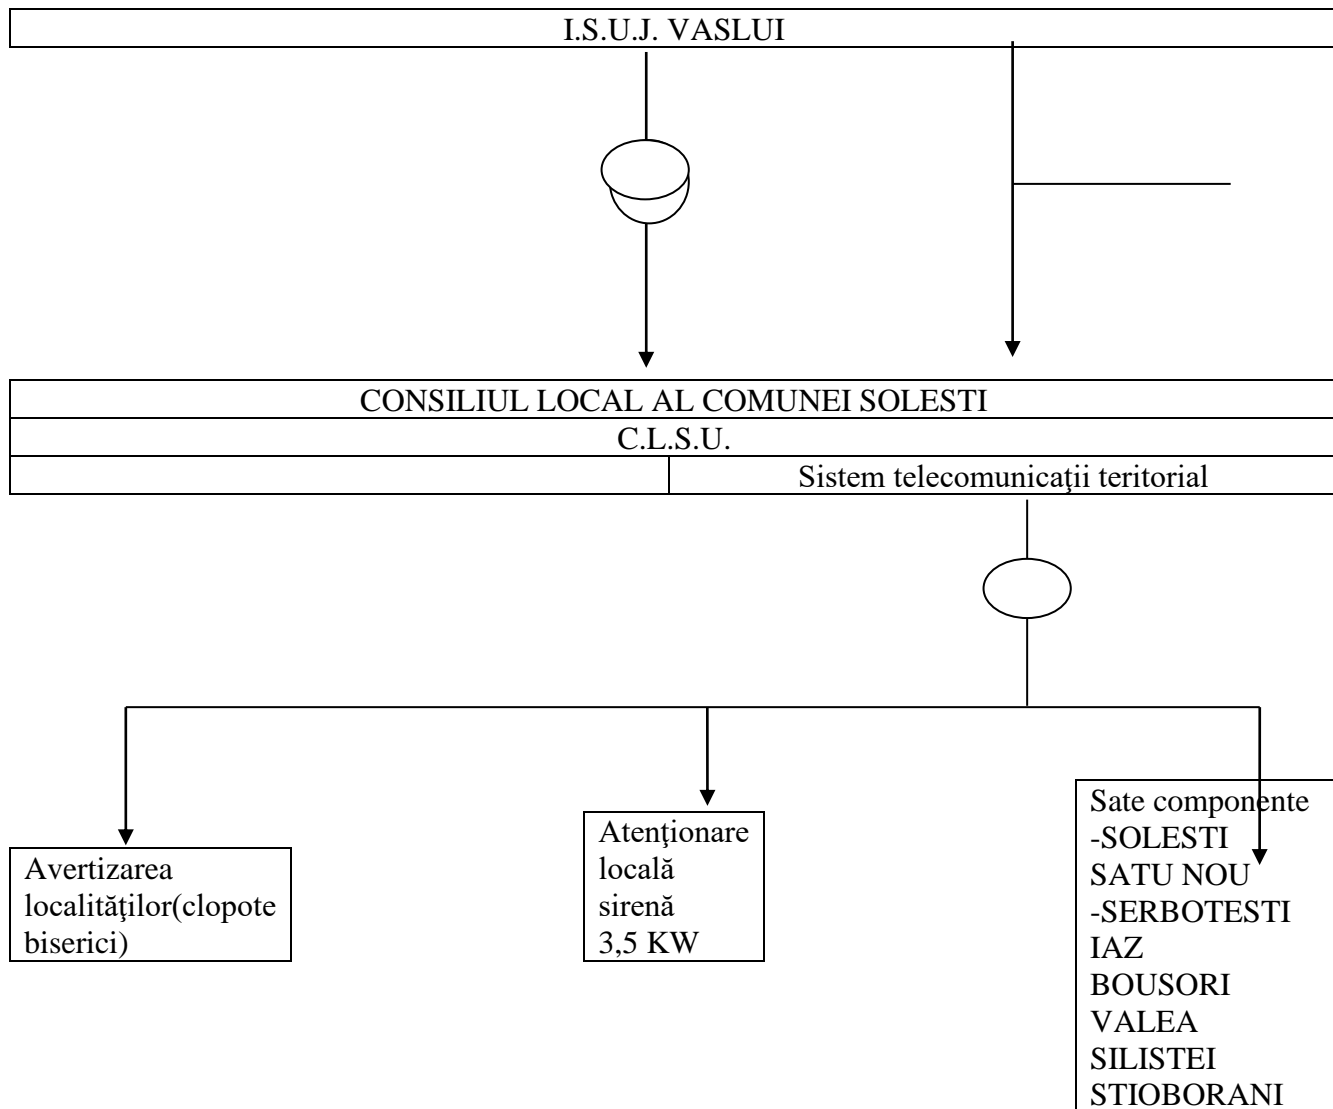 I.S.U.J. VASLUI
CONSILIUL LOCAL AL COMUNEI SOLESTI
C.L.S.U.
Sistem telecomunicaţii teritorial
Avertizarea
localităţilor(clopote
biserici)
Atenţionare
locală
sirenă
3,5 KW
Sate componente
-SOLESTI
SATU NOU
-SERBOTESTI
IAZ
BOUSORI
VALEA
SILISTEI
STIOBORANI